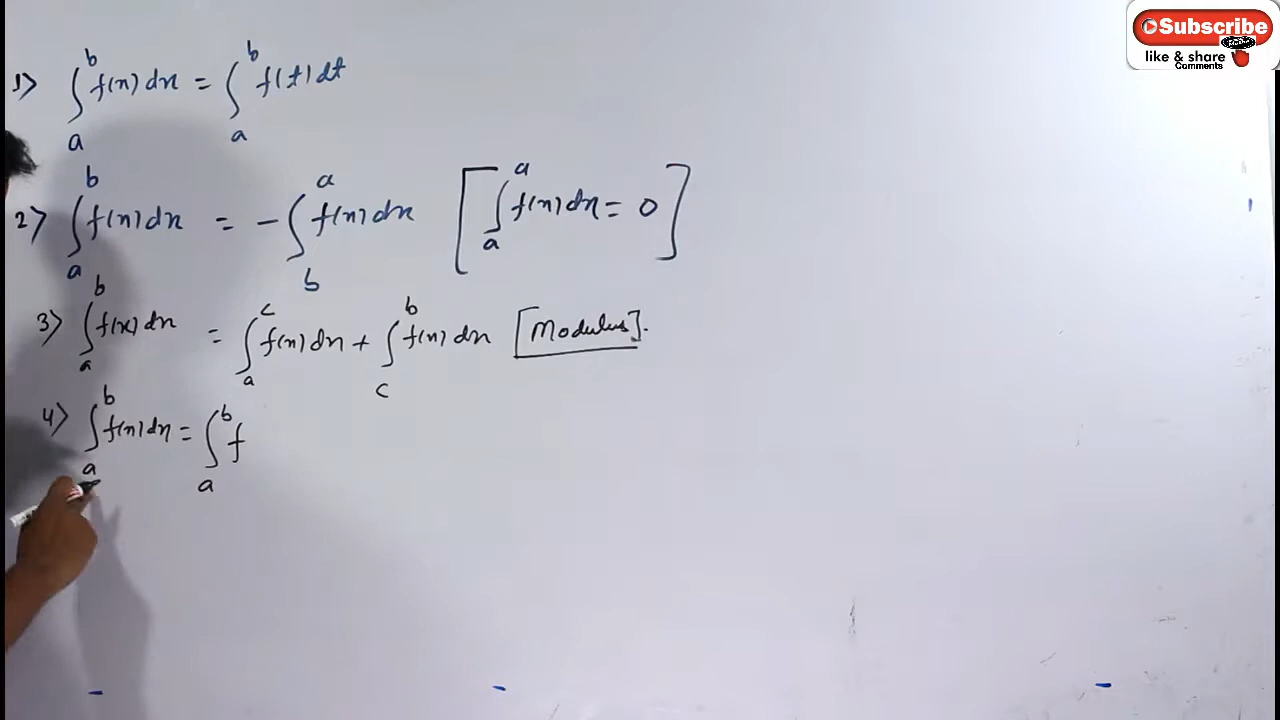 Subscribe
like & share
Comments
1> ∫_a^b f(x) dx = ∫_a^b f(t) dt
2> ∫_a^b f(x) dx = - ∫_b^a f(x) dx [∫_a^a f(x) dx = 0]
3> ∫_a^b f(x) dx = ∫_a^c f(x) dx + ∫_c^b f(x) dx [Modulus].
4> ∫_a^b f(x) dx = ∫_a^b f